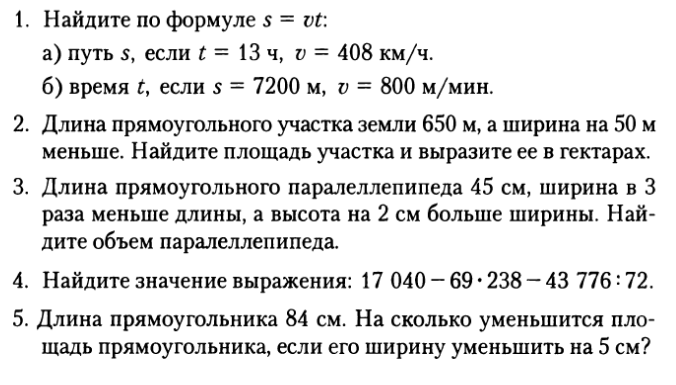 1. Найдите по формуле s = vt:
а) путь s, если t = 13 ч, v = 408 км/ч.
б) время t, если s = 7200 м, v = 800 м/мин.
2. Длина прямоугольного участка земли 650 м, а ширина на 50 м
меньше. Найдите площадь участка и выразите ее в гектарах.
3. Длина прямоугольного паралеллепипеда 45 см, ширина в 3
раза меньше длины, а высота на 2 см больше ширины. Най-
дите объем паралеллепипеда.
4. Найдите значение выражения: 17 040 – 69 · 238 – 43 776 : 72.
5. Длина прямоугольника 84 см. На сколько уменьшится пло-
щадь прямоугольника, если его ширину уменьшить на 5 см?